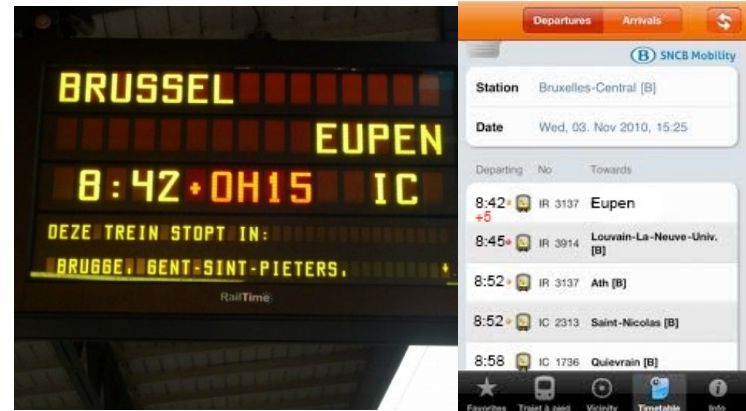 BRUSSEL
EUPEN
8:42+0H15 IC
DEZE TREIN STOPT IN:
BRUGGE, GENT-SINT-PIETERS,
RailTime
Departures Arrivals
B SNCB Mobility
Station Bruxelles-Central [B]
Date Wed, 03. Nov 2010, 15:25
Departing No Towards
8:42 IR 3137 Eupen
+5
8:45 IR 3914 Louvain-La-Neuve-Univ.
[B]
8:52 IR 3137 Ath [B]
8:52 IC 2313 Saint-Nicolas [B]
8:58 IC 1736 Quievrain [B]
Favorites Trajet à pied Vicinity Timetable Info